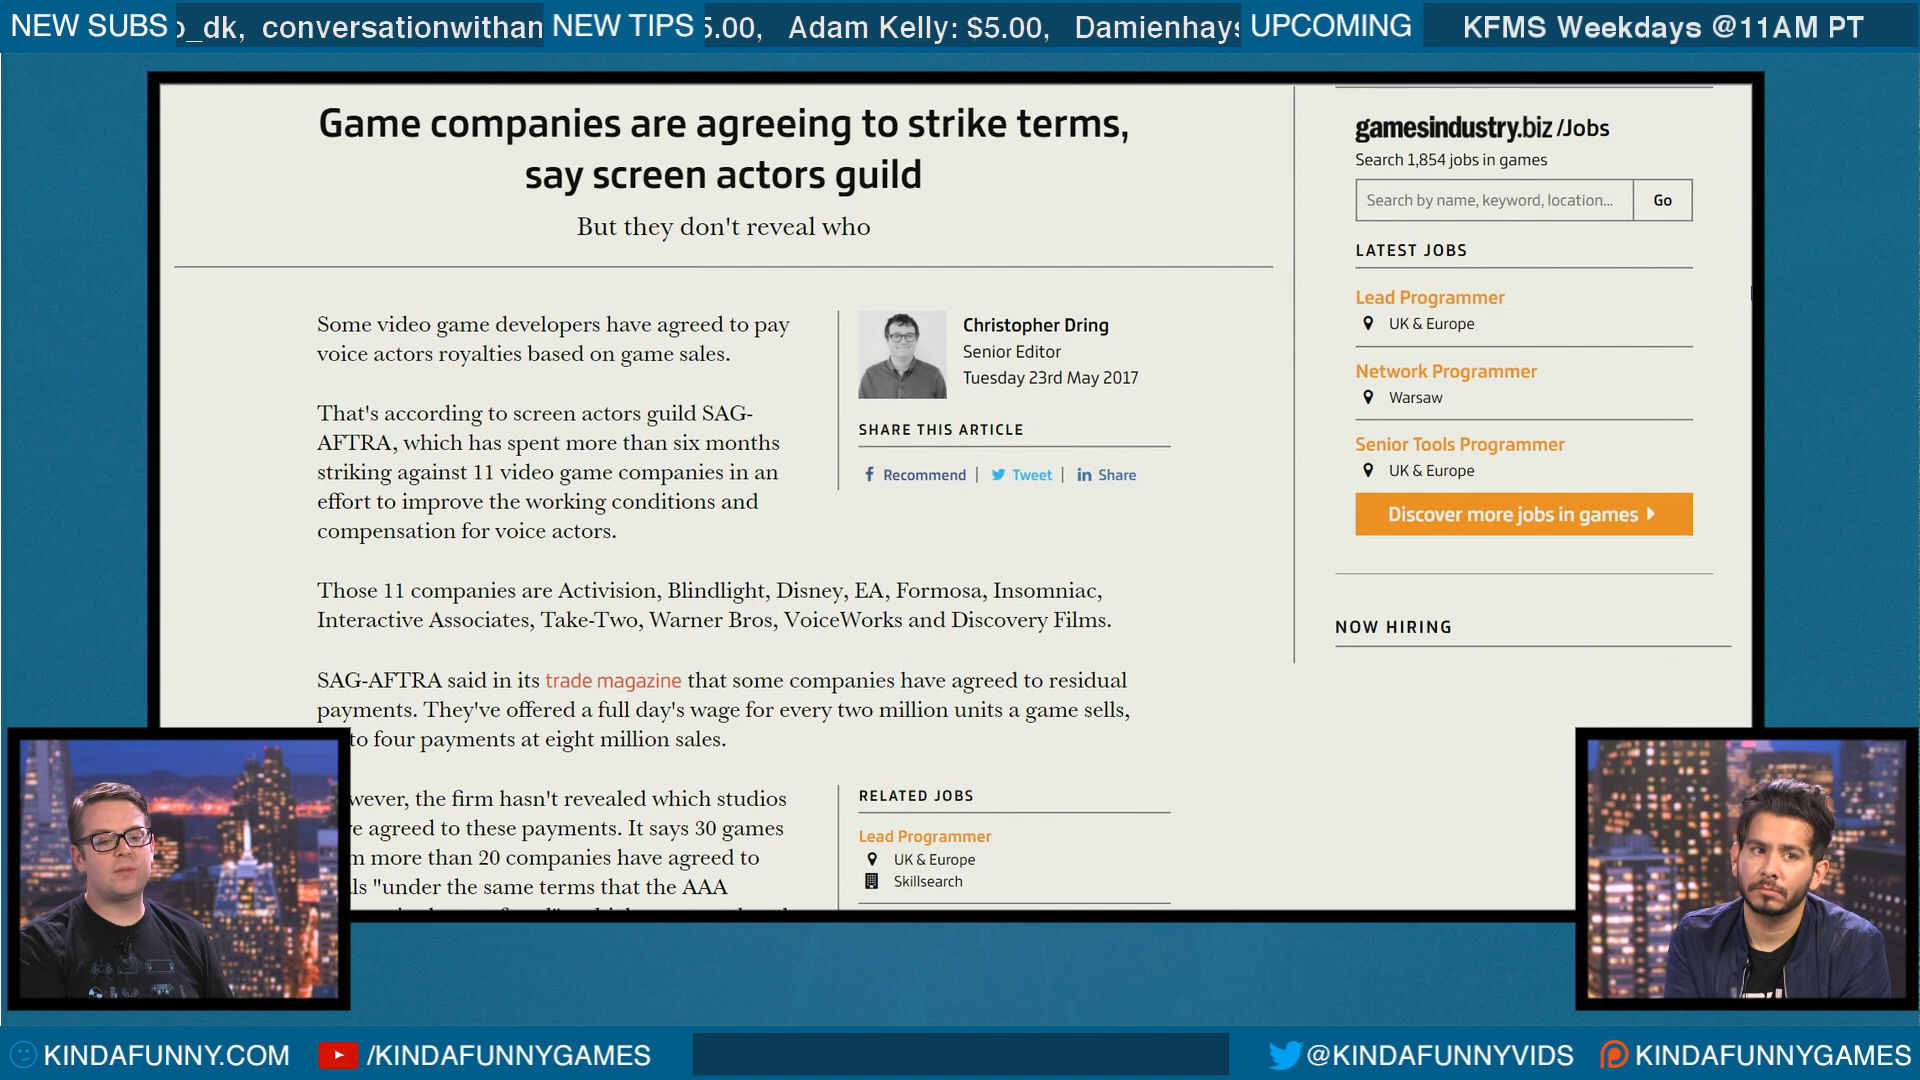 NEW SUBS
_dk, conversationwithan
NEW TIPS
5.00, Adam Kelly: $5.00, Damienhays
UPCOMING
KFMS Weekdays @11AM PT
Game companies are agreeing to strike terms,
say screen actors guild
But they don't reveal who
Some video game developers have agreed to pay
voice actors royalties based on game sales.
That's according to screen actors guild SAG-
AFTRA, which has spent more than six months
striking against 11 video game companies in an
effort to improve the working conditions and
compensation for voice actors.
Christopher Dring
Senior Editor
Tuesday 23rd May 2017
SHARE THIS ARTICLE
Recommend | Tweet | in Share
Those 11 companies are Activision, Blindlight, Disney, EA, Formosa, Insomniac,
Interactive Associates, Take-Two, Warner Bros, VoiceWorks and Discovery Films.
SAG-AFTRA said in its trade magazine that some companies have agreed to residual
payments. They've offered a full day's wage for every two million units a game sells,
to four payments at eight million sales.
wever, the firm hasn't revealed which studios
e agreed to these payments. It says 30 games
m more than 20 companies have agreed to
ls "under the same terms that the AAA
RELATED JOBS
Lead Programmer
UK & Europe
Skillsearch
gamesindustry.biz /Jobs
Search 1,854 jobs in games
Search by name, keyword, location...
Go
LATEST JOBS
Lead Programmer
UK & Europe
Network Programmer
Warsaw
Senior Tools Programmer
UK & Europe
Discover more jobs in games
NOW HIRING
KINDAFUNNY.COM
/KINDAFUNNYGAMES
@KINDAFUNNYVIDS
KINDAFUNNYGAMES